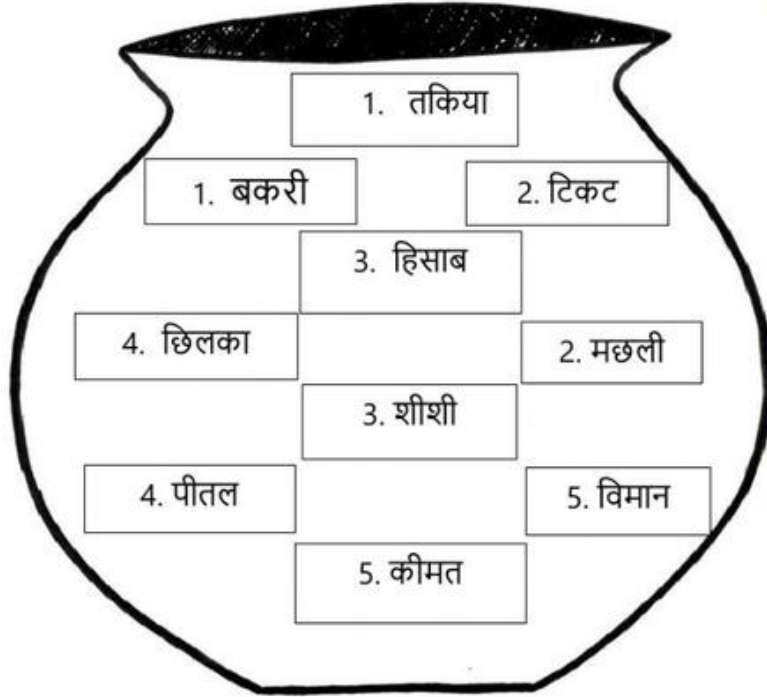 1. तकिया
1. बकरी
2. टिकट
3. हिसाब
4. छिलका
2. मछली
3. शीशी
4. पीतल
5. विमान
5. कीमत